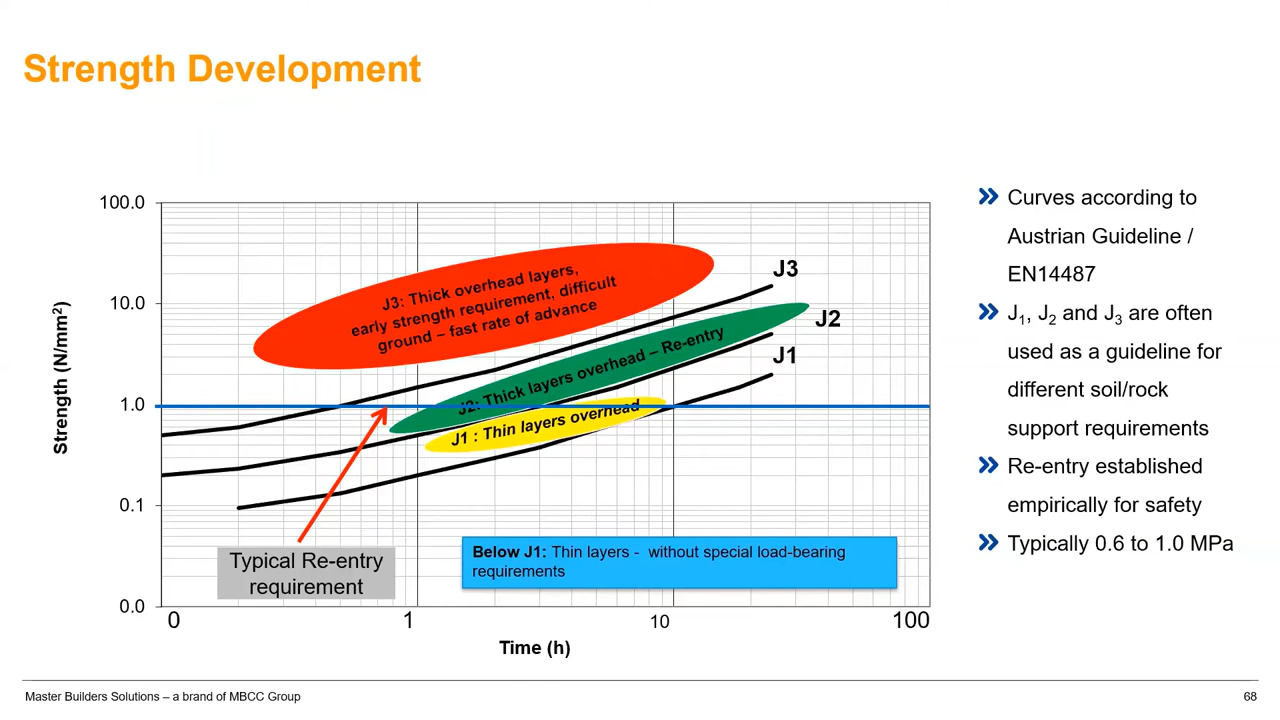 Strength Development
Strength (N/mm²)
100.0
10.0
1.0
0.1
0.0
0
1
10
100
Time (h)
J3: Thick overhead layers,
early strength requirement, difficult
ground – fast rate of advance
J2: Thick layers overhead – Re-entry
J1 : Thin layers overhead
J3
J2
J1
Typical Re-entry
requirement
Below J1: Thin layers - without special load-bearing
requirements
Curves according to
Austrian Guideline /
EN14487
J₁, J₂ and J₃ are often
used as a guideline for
different soil/rock
support requirements
Re-entry established
empirically for safety
Typically 0.6 to 1.0 MPa
Master Builders Solutions – a brand of MBCC Group
68